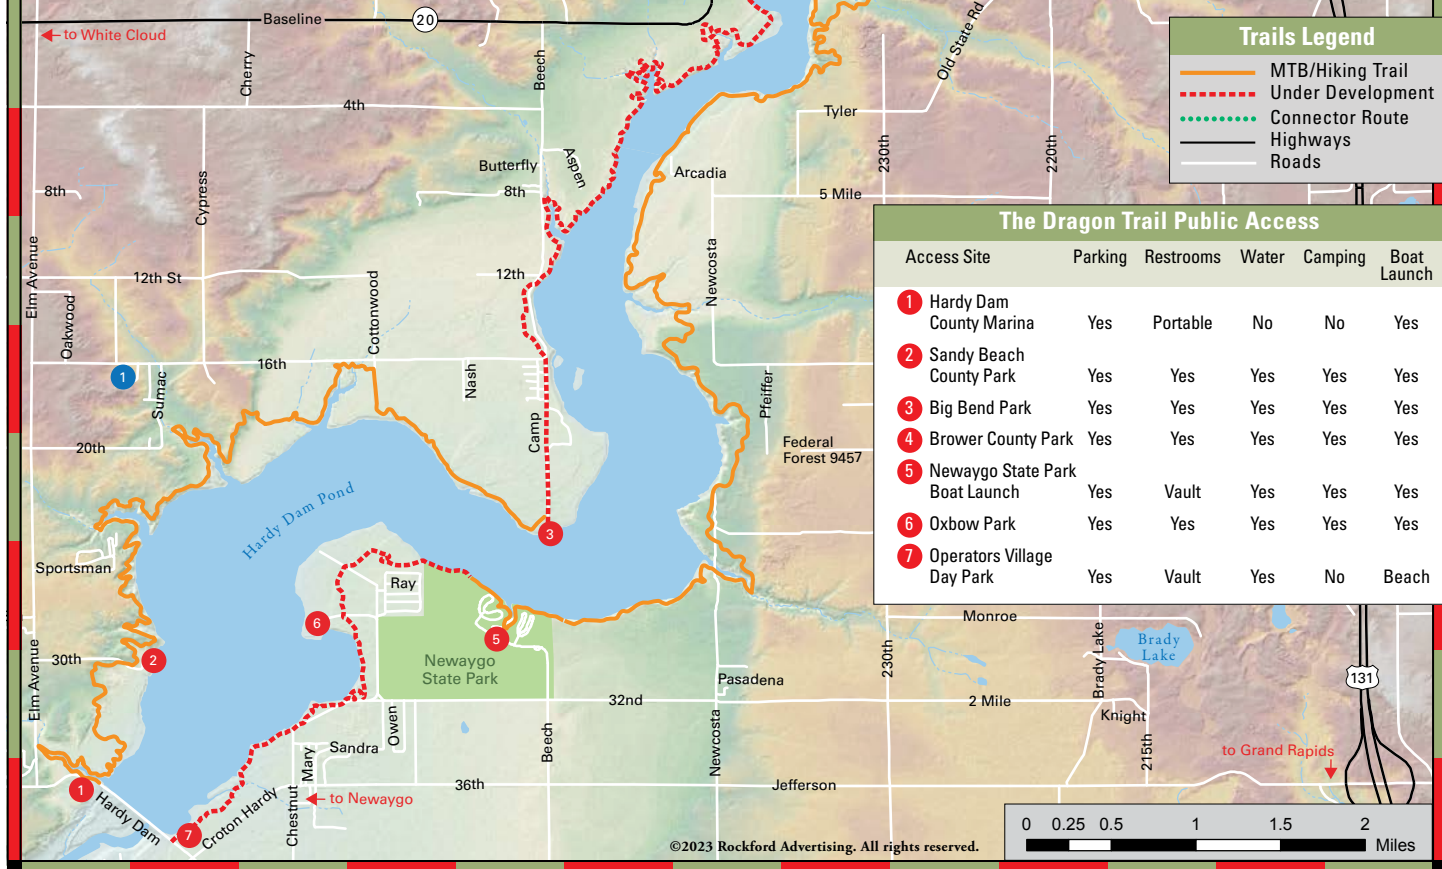 Baseline
20
to White Cloud
Cherry
Beech
Old State Rd
4th
Tyler
230th
220th
Butterfly
Aspen
Arcadia
8th
8th
Cypress
5 Mile
Elm Avenue
12th St
12th
Newcosta
Oakwood
Cottonwood
16th
Nash
1
Sumac
Pfeiffer
Camp
20th
Federal
Forest 9457
Hardy Dam Pond
3
Sportsman
Ray
6
5
Newaygo
State Park
2
30th
Elm Avenue
Monroe
230th
Brady Lake
Brady
Lake
131
Pasadena
32nd
2 Mile
Knight
Owen
Sandra
Mary
Beech
Newcosta
215th
to Grand Rapids
36th
Jefferson
1
Hardy Dam
7
Croton Hardy
Chestnut
to Newaygo
©2023 Rockford Advertising. All rights reserved.
Trails Legend
MTB/Hiking Trail
Under Development
Connector Route
Highways
Roads
The Dragon Trail Public Access
Access Site Parking Restrooms Water Camping Boat Launch
1 Hardy Dam
County Marina Yes Portable No No Yes
2 Sandy Beach
County Park Yes Yes Yes Yes Yes
3 Big Bend Park Yes Yes Yes Yes Yes
4 Brower County Park Yes Yes Yes Yes Yes
5 Newaygo State Park
Boat Launch Yes Vault Yes Yes Yes
6 Oxbow Park Yes Yes Yes Yes Yes
7 Operators Village
Day Park Yes Vault Yes No Beach
0 0.25 0.5 1 1.5 2
Miles